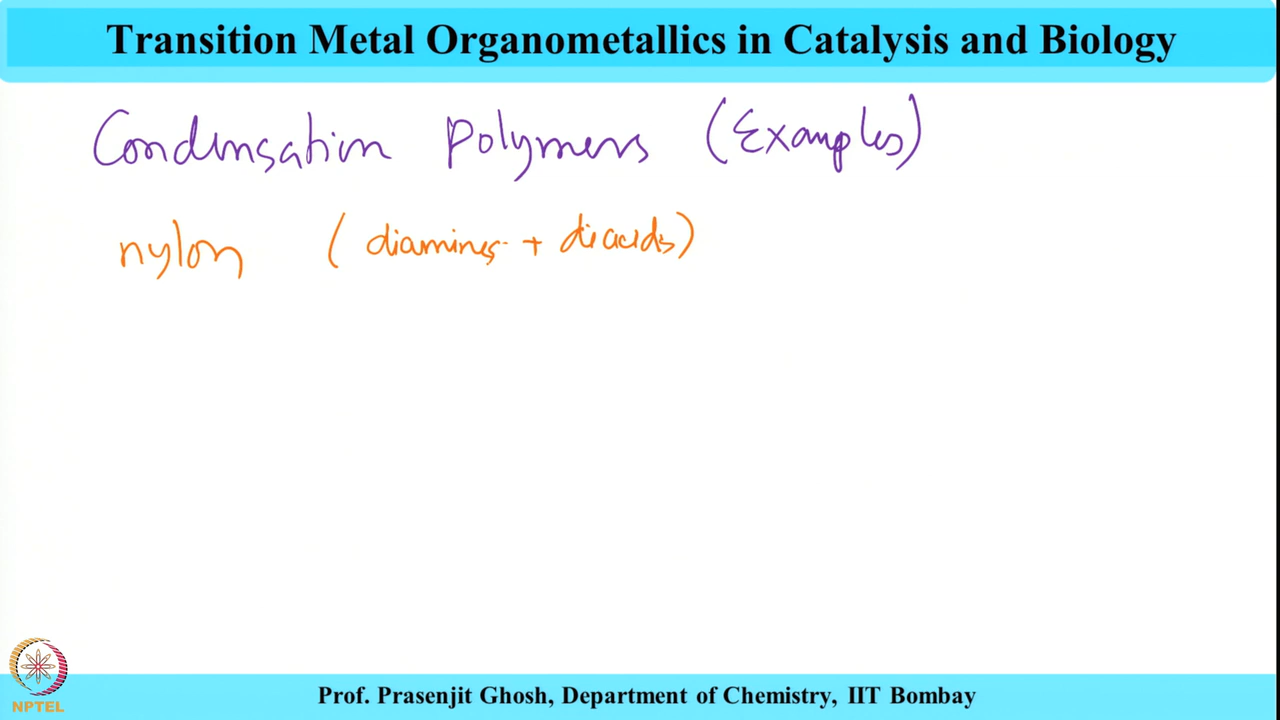 Transition Metal Organometallics in Catalysis and Biology
Condensation Polymers (Examples)
nylon (diamines + diacids)
NPTEL
Prof. Prasenjit Ghosh, Department of Chemistry, IIT Bombay